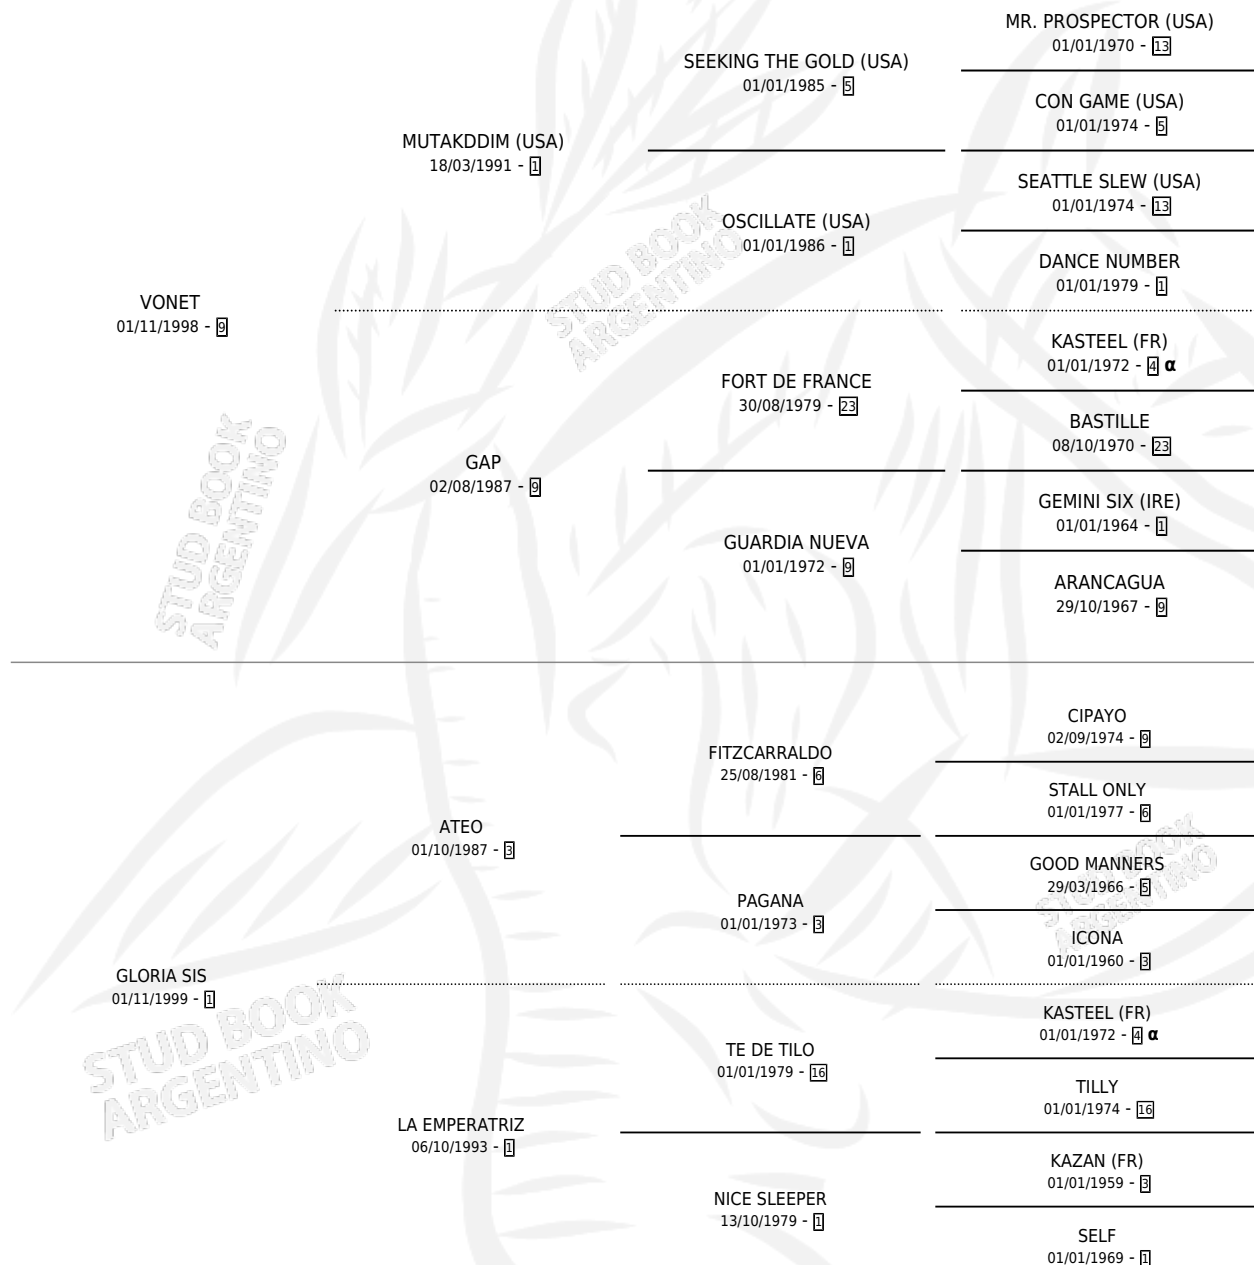 MR. PROSPECTOR (USA)
01/01/1970 - 13
SEEKING THE GOLD (USA)
01/01/1985 - 5
CON GAME (USA)
01/01/1974 - 5
MUTAKDDIM (USA)
18/03/1991 - 1
SEATTLE SLEW (USA)
01/01/1974 - 13
OSCILLATE (USA)
01/01/1986 - 1
DANCE NUMBER
01/01/1979 - 1
VONET
01/11/1998 - 9
KASTEEL (FR)
01/01/1972 - 4 α
FORT DE FRANCE
30/08/1979 - 23
BASTILLE
08/10/1970 - 23
GAP
02/08/1987 - 9
GEMINI SIX (IRE)
01/01/1964 - 1
GUARDIA NUEVA
01/01/1972 - 9
ARANCAGUA
29/10/1967 - 9
CIPAYO
02/09/1974 - 9
FITZCARRALDO
25/08/1981 - 6
STALL ONLY
01/01/1977 - 6
ATEO
01/10/1987 - 3
GOOD MANNERS
29/03/1966 - 5
PAGANA
01/01/1973 - 3
ICONA
01/01/1960 - 3
GLORIA SIS
01/11/1999 - 1
KASTEEL (FR)
01/01/1972 - 4 α
TE DE TILO
01/01/1979 - 16
TILLY
01/01/1974 - 16
LA EMPERATRIZ
06/10/1993 - 1
KAZAN (FR)
01/01/1959 - 3
NICE SLEEPER
13/10/1979 - 1
SELF
01/01/1969 - 1
STUD BOOK
ARGENTINO
STUD BOOK
ARGENTINO
STUD BOOK
ARGENTINO
STUD BOOK
ARGENTINO